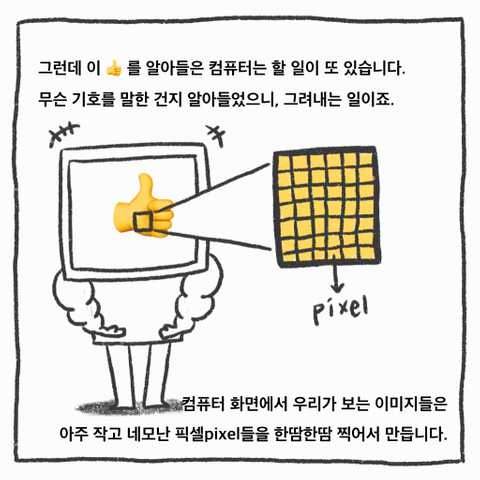 그런데 이 👍 를 알아들은 컴퓨터는 할 일이 또 있습니다.
무슨 기호를 말한 건지 알아들었으니, 그려내는 일이죠.
pixel
컴퓨터 화면에서 우리가 보는 이미지들은
아주 작고 네모난 픽셀pixel들을 한땀한땀 찍어서 만듭니다.